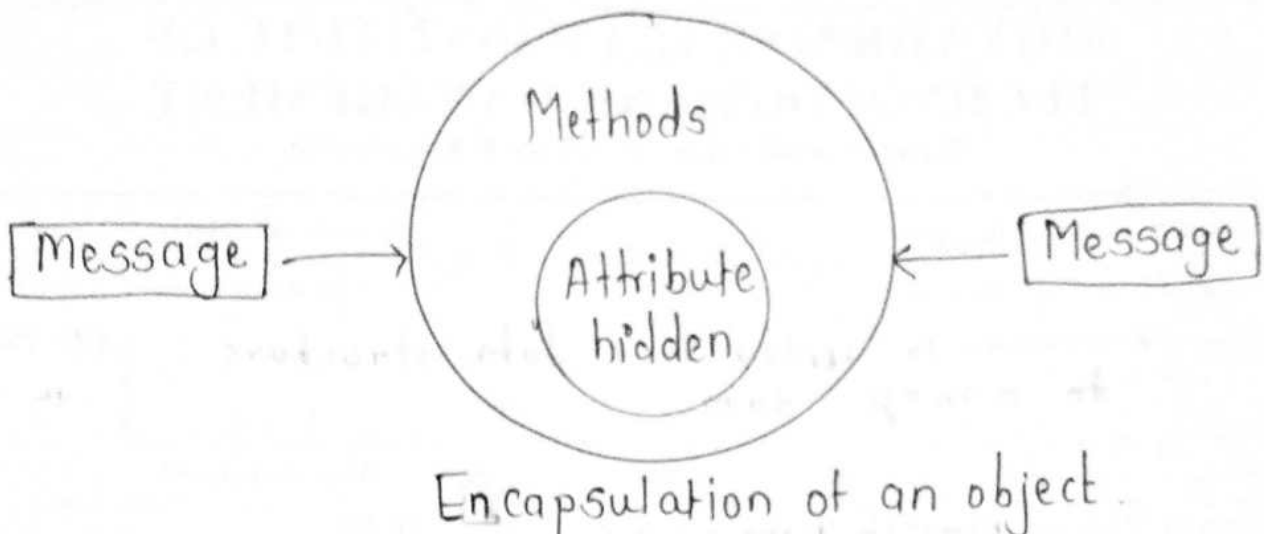 Methods
Message
Message
Attribute
hidden
Encapsulation of an object.